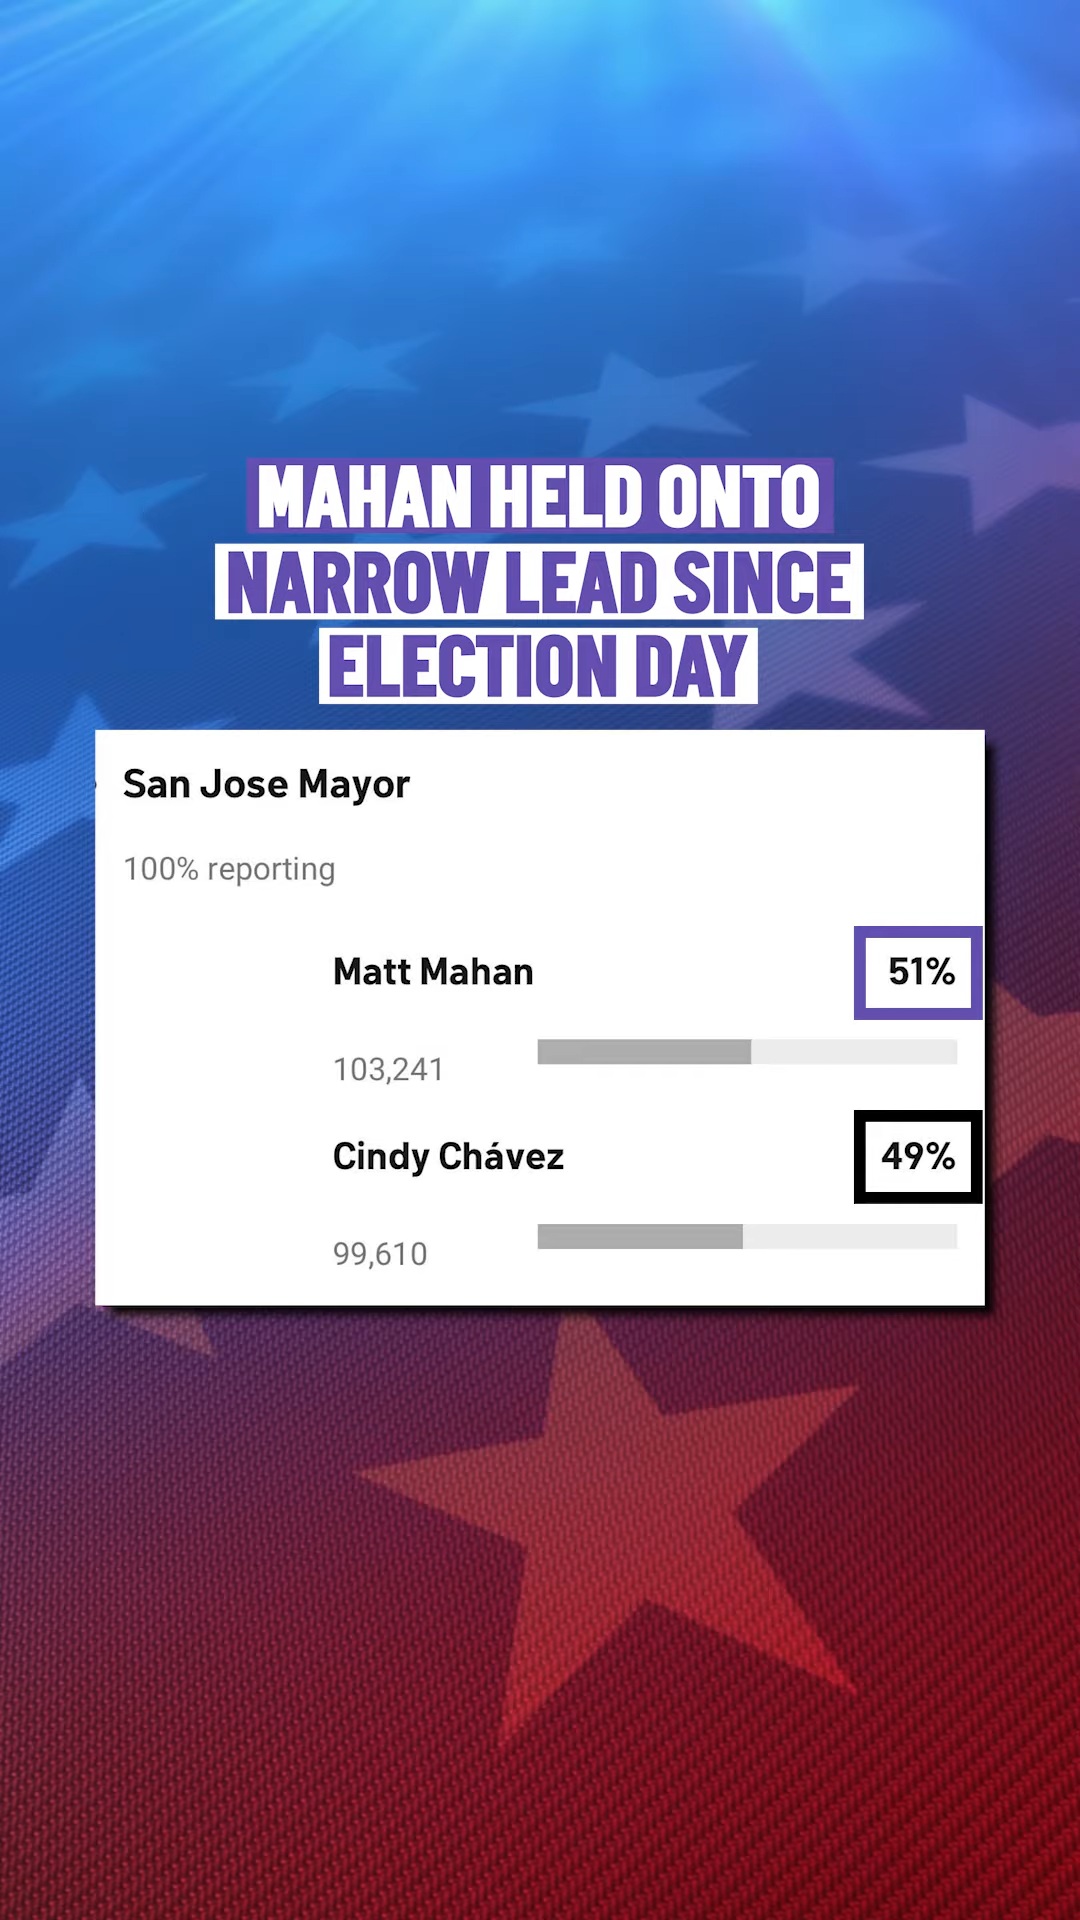 MAHAN HELD ONTO
NARROW LEAD SINCE
ELECTION DAY
San Jose Mayor
100% reporting
Matt Mahan
51%
103,241
Cindy Chávez
49%
99,610